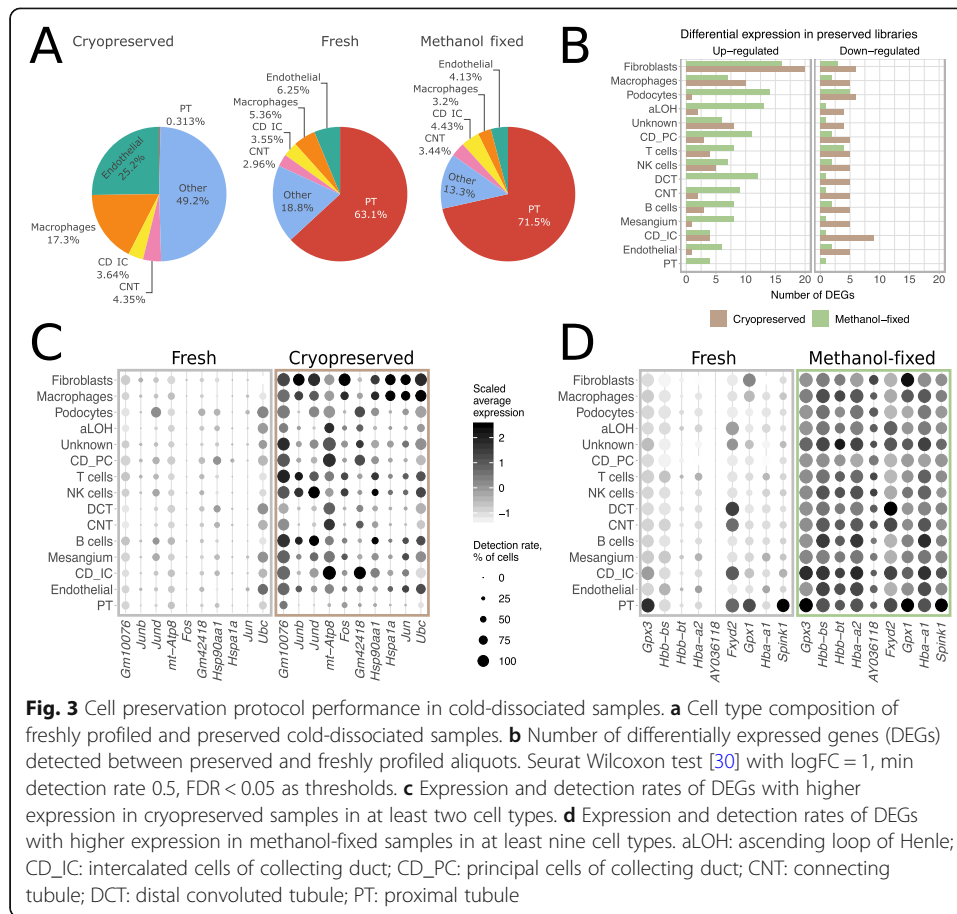 A
Cryopreserved
Fresh
Methanol fixed
PT
0.313%
Endothelial
25.2%
Other
49.2%
Macrophages
17.3%
CD IC
3.64%
CNT
4.35%
Endothelial
6.25%
Macrophages
5.36%
CD IC
3.55%
CNT
2.96%
Other
18.8%
PT
63.1%
Endothelial
4.13%
Macrophages
3.2%
CD IC
4.43%
CNT
3.44%
Other
13.3%
PT
71.5%
B
Differential expression in preserved libraries
Up−regulated
Down−regulated
Fibroblasts
Macrophages
Podocytes
aLOH
Unknown
CD_PC
T cells
NK cells
DCT
CNT
B cells
Mesangium
CD_IC
Endothelial
PT
0 5 10 15 20 0 5 10 15 20
Number of DEGs
Cryopreserved Methanol−fixed
C
Fresh
Cryopreserved
Fibroblasts
Macrophages
Podocytes
aLOH
Unknown
CD_PC
T cells
NK cells
DCT
CNT
B cells
Mesangium
CD_IC
Endothelial
PT
Gm10076
Junb
Jund
mt−Atp8
Fos
Gm42418
Hsp90aa1
Hspa1a
Jun
Ubc
Gm10076
Junb
Jund
mt−Atp8
Fos
Gm42418
Hsp90aa1
Hspa1a
Jun
Ubc
Scaled
average
expression
2
1
0
−1
Detection rate,
% of cells
0
25
50
75
100
D
Fresh
Methanol-fixed
Fibroblasts
Macrophages
Podocytes
aLOH
Unknown
CD_PC
T cells
NK cells
DCT
CNT
B cells
Mesangium
CD_IC
Endothelial
PT
Gpx3
Hbb−bs
Hbb−bt
Hba−a2
AY036118
Fxyd2
Gpx1
Hba−a1
Spink1
Gpx3
Hbb−bs
Hbb−bt
Hba−a2
AY036118
Fxyd2
Gpx1
Hba−a1
Spink1
Fig. 3 Cell preservation protocol performance in cold-dissociated samples. a Cell type composition of
freshly profiled and preserved cold-dissociated samples. b Number of differentially expressed genes (DEGs)
detected between preserved and freshly profiled aliquots. Seurat Wilcoxon test [30] with logFC = 1, min
detection rate 0.5, FDR < 0.05 as thresholds. c Expression and detection rates of DEGs with higher
expression in cryopreserved samples in at least two cell types. d Expression and detection rates of DEGs
with higher expression in methanol-fixed samples in at least nine cell types. aLOH: ascending loop of Henle;
CD_IC: intercalated cells of collecting duct; CD_PC: principal cells of collecting duct; CNT: connecting
tubule; DCT: distal convoluted tubule; PT: proximal tubule